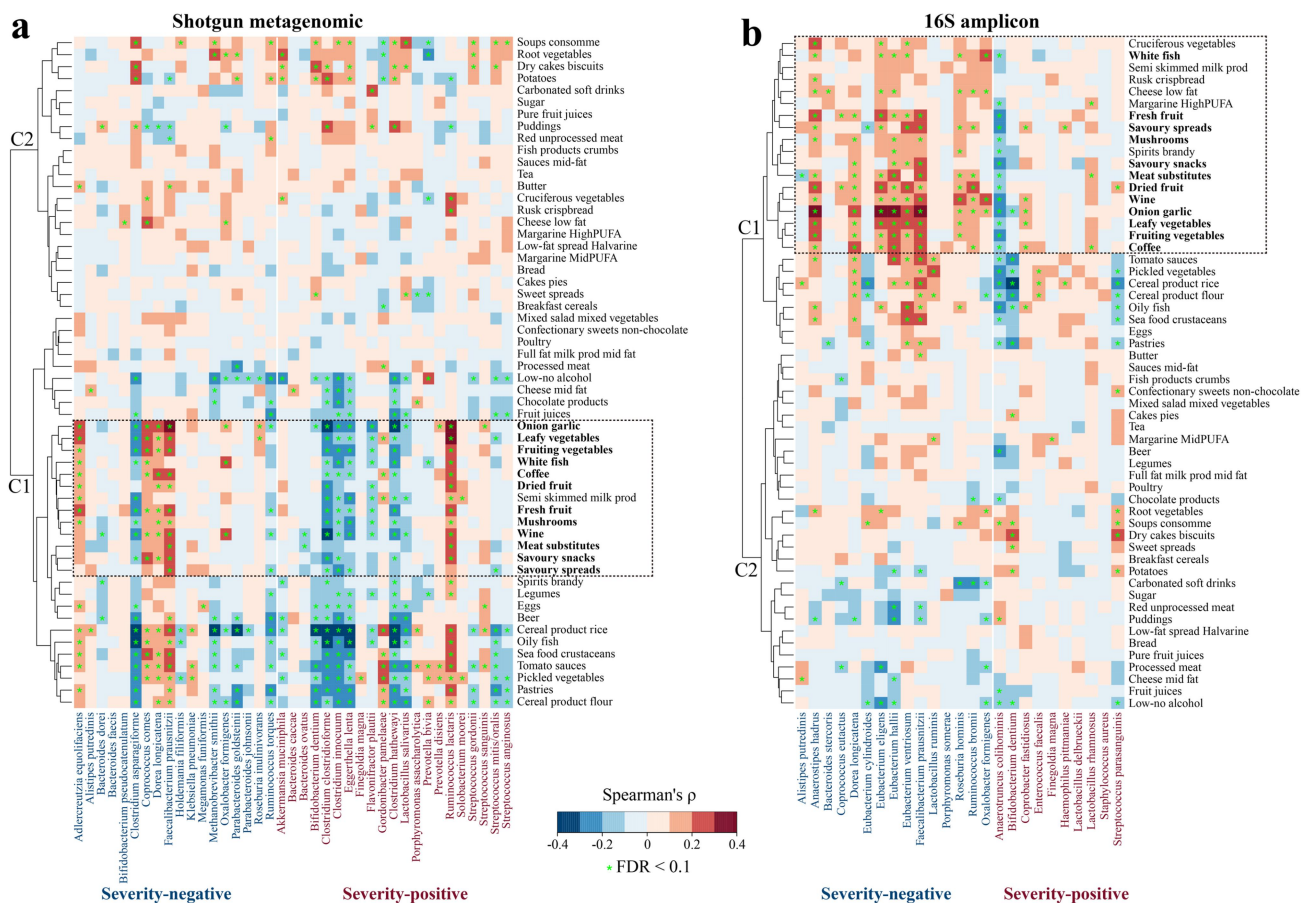 a
Shotgun metagenomic
C2
C1
Soups consomme
Root vegetables
Dry cakes biscuits
Potatoes
Carbonated soft drinks
Sugar
Pure fruit juices
Puddings
Red unprocessed meat
Fish products crumbs
Sauces mid-fat
Tea
Butter
Cruciferous vegetables
Rusk crispbread
Cheese low fat
Margarine HighPUFA
Low-fat spread Halvarine
Margarine MidPUFA
Bread
Cakes pies
Sweet spreads
Breakfast cereals
Mixed salad mixed vegetables
Confectionary sweets non-chocolate
Poultry
Full fat milk prod mid fat
Processed meat
Low-no alcohol
Cheese mid fat
Chocolate products
Fruit juices
Onion garlic
Leafy vegetables
Fruiting vegetables
White fish
Coffee
Dried fruit
Semi skimmed milk prod
Fresh fruit
Mushrooms
Wine
Meat substitutes
Savoury snacks
Savoury spreads
Spirits brandy
Legumes
Eggs
Beer
Cereal product rice
Oily fish
Sea food crustaceans
Tomato sauces
Pickled vegetables
Pastries
Cereal product flour
Adlercreutzia equolifaciens
Alistipes putredinis
Bacteroides dorei
Bacteroides faecis
Bifidobacterium pseudocatenulatum
Clostridium asparagiforme
Coprococcus comes
Dorea longicatena
Faecalibacterium prausnitzii
Holdemania filiformis
Klebsiella pneumoniae
Megamonas funiformis
Methanobrevibacter smithii
Oxalobacter formigenes
Parabacteroides goldsteinii
Parabacteroides johnsonii
Roseburia inulinivorans
Ruminococcus torques
Akkermansia muciniphila
Bacteroides caccae
Bacteroides ovatus
Bifidobacterium dentium
Clostridium clostridioforme
Clostridium innocuum
Eggerthella lenta
Finegoldia magna
Flavonifractor plautii
Gordonibacter pamelaeae
Clostridium hathewayi
Lactobacillus salivarius
Porphyromonas asaccharolytica
Prevotella bivia
Prevotella disiens
Ruminococcus lactaris
Solobacterium moorei
Streptococcus gordonii
Streptococcus sanguinis
Streptococcus mitis/oralis
Streptococcus anginosus
Severity-negative
Severity-positive
Spearman's ρ
-0.4
-0.2
0
0.2
0.4
* FDR < 0.1
b
16S amplicon
C1
C2
Cruciferous vegetables
White fish
Semi skimmed milk prod
Rusk crispbread
Cheese low fat
Margarine HighPUFA
Fresh fruit
Savoury spreads
Mushrooms
Spirits brandy
Savoury snacks
Meat substitutes
Dried fruit
Wine
Onion garlic
Leafy vegetables
Fruiting vegetables
Coffee
Tomato sauces
Pickled vegetables
Cereal product rice
Cereal product flour
Oily fish
Sea food crustaceans
Eggs
Pastries
Butter
Sauces mid-fat
Fish products crumbs
Confectionary sweets non-chocolate
Mixed salad mixed vegetables
Cakes pies
Tea
Margarine MidPUFA
Beer
Legumes
Full fat milk prod mid fat
Poultry
Chocolate products
Root vegetables
Soups consomme
Dry cakes biscuits
Sweet spreads
Breakfast cereals
Potatoes
Carbonated soft drinks
Sugar
Red unprocessed meat
Puddings
Low-fat spread Halvarine
Bread
Pure fruit juices
Processed meat
Cheese mid fat
Fruit juices
Low-no alcohol
Alistipes putredinis
Anaerostipes hadrus
Bacteroides stercoris
Coprococcus eutactus
Dorea longicatena
Eubacterium cylindroides
Eubacterium eligens
Eubacterium hallii
Eubacterium ventriosum
Faecalibacterium prausnitzii
Lactobacillus ruminis
Porphyromonas somerae
Roseburia hominis
Ruminococcus bromii
Oxalobacter formigenes
Anaerotruncus colihominis
Bifidobacterium dentium
Coprobacter fastidiosus
Enterococcus faecalis
Finegoldia magna
Haemophilus pittmaniae
Lactobacillus delbrueckii
Lactobacillus rhamnosus
Staphylococcus aureus
Streptococcus parasanguinis
Severity-negative
Severity-positive